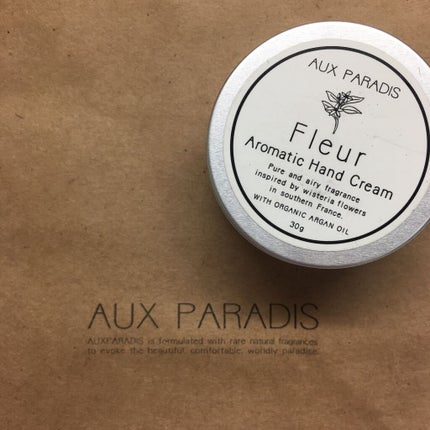 AUX PARADIS
Fleur
Aromatic Hand Cream
Pure and airy fragrance
inspired by wisteria flowers
in southern France.
WITH ORGANIC ARGAN OIL
30g
AUX PARADIS
AUXPARADIS is formulated with rare natural fragrances
to evoke the beautiful, comfortable, worldly paradise.